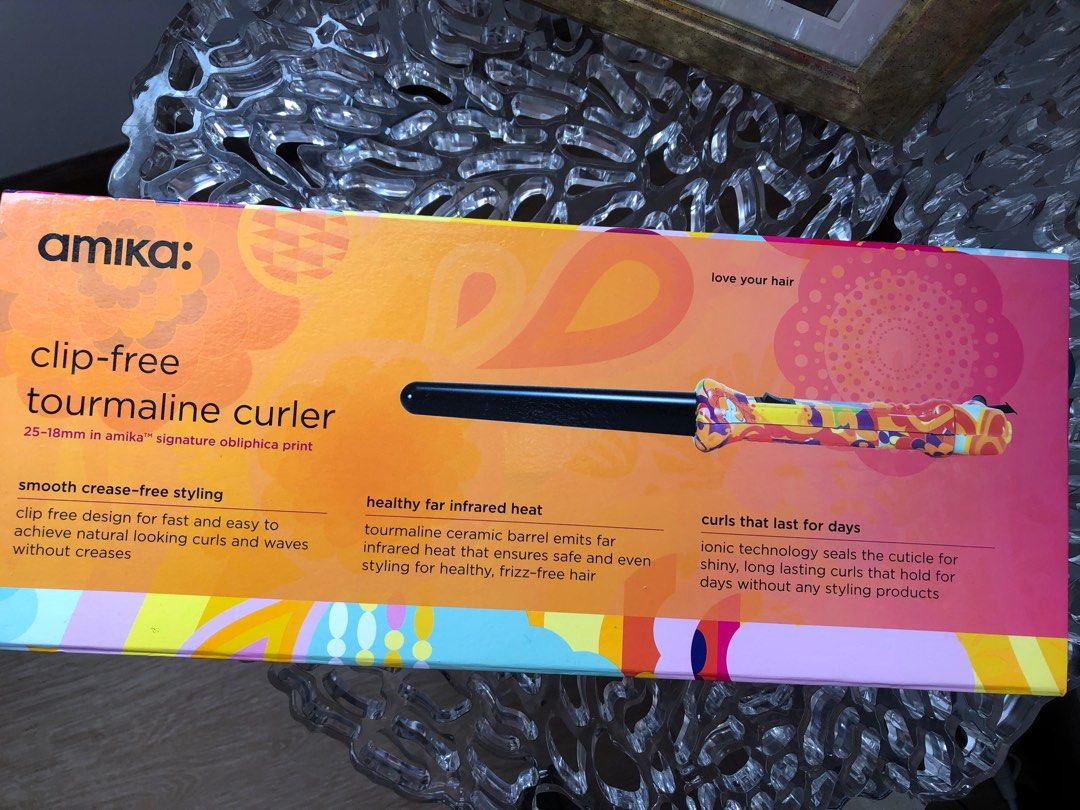 amika:
love your hair
clip-free
tourmaline curler
25-18mm in amika™ signature obliphica print
smooth crease-free styling
clip free design for fast and easy to
achieve natural looking curls and waves
without creases
healthy far infrared heat
tourmaline ceramic barrel emits far
infrared heat that ensures safe and even
styling for healthy, frizz-free hair
curls that last for days
ionic technology seals the cuticle for
shiny, long lasting curls that hold for
days without any styling products